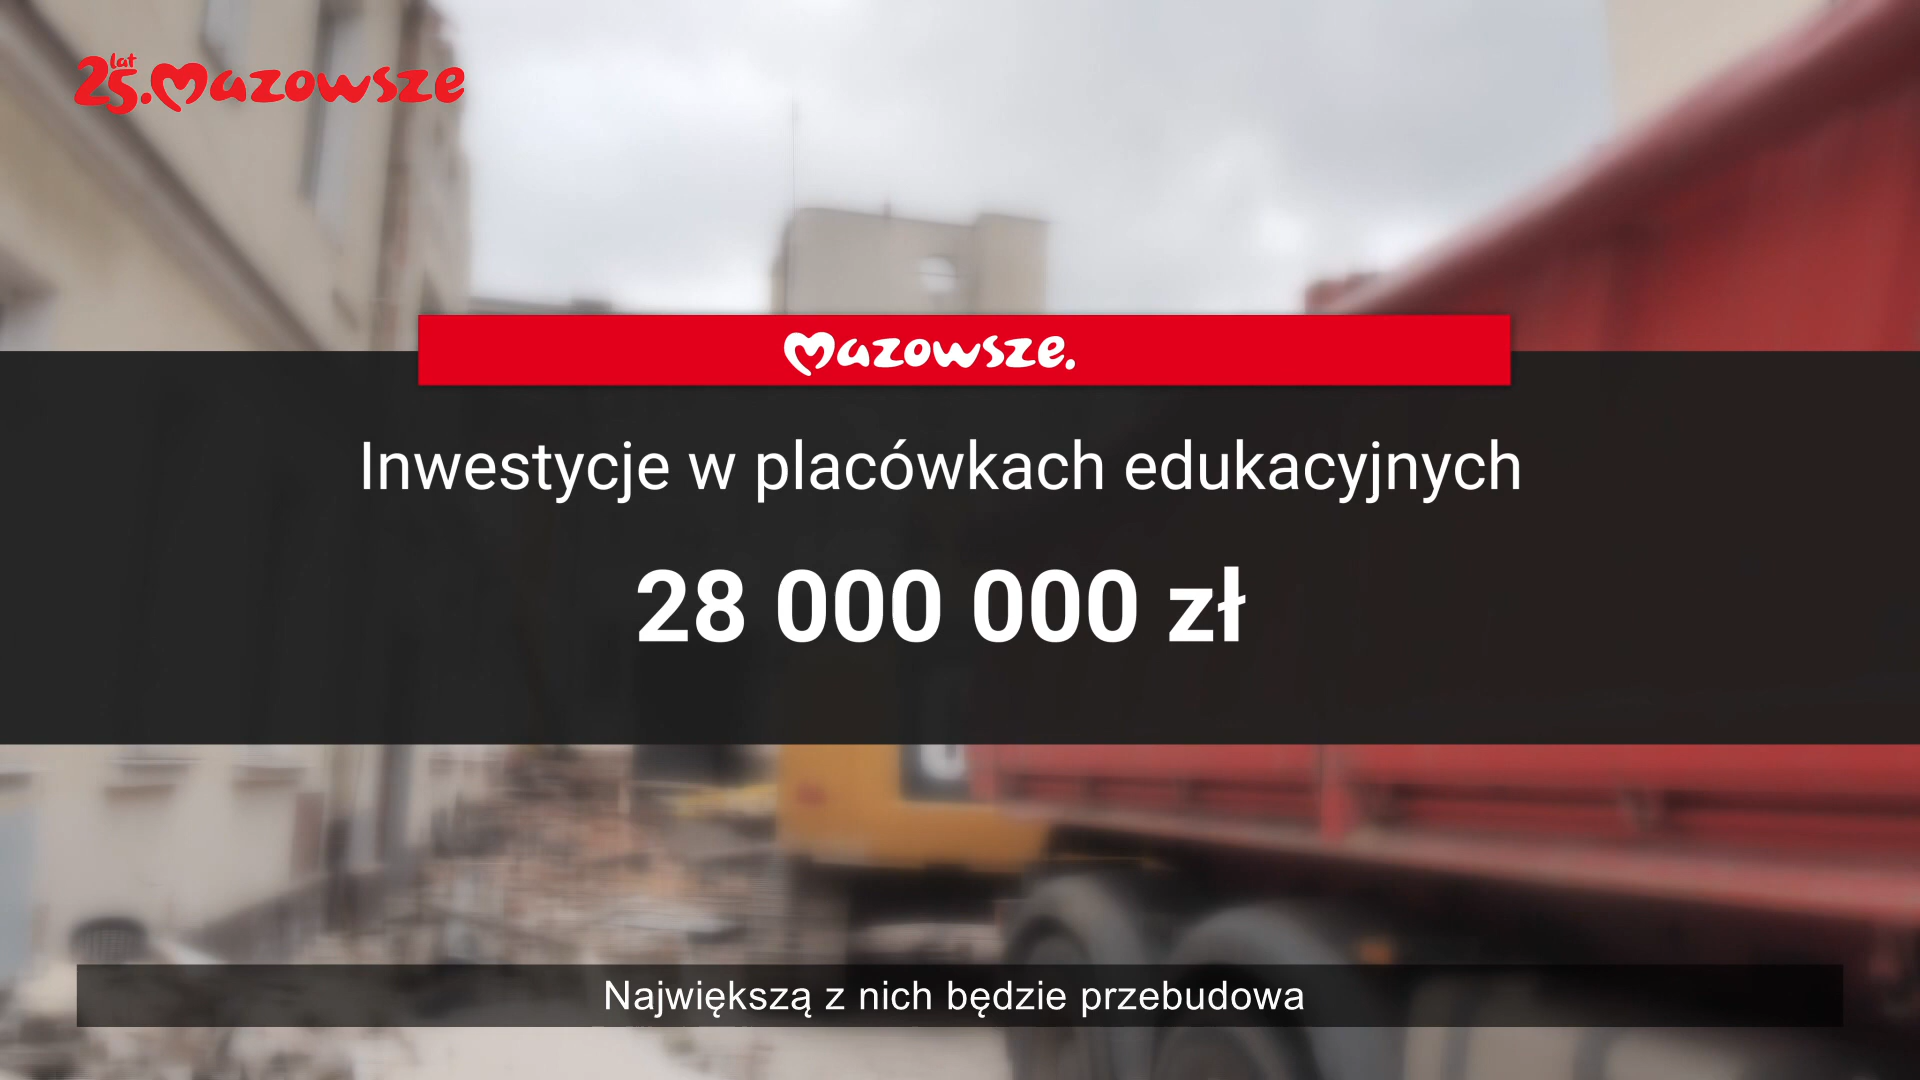 25 lat.Mazowsze
Mazowsze.
Inwestycje w placówkach edukacyjnych
28 000 000 zł
Największą z nich będzie przebudowa